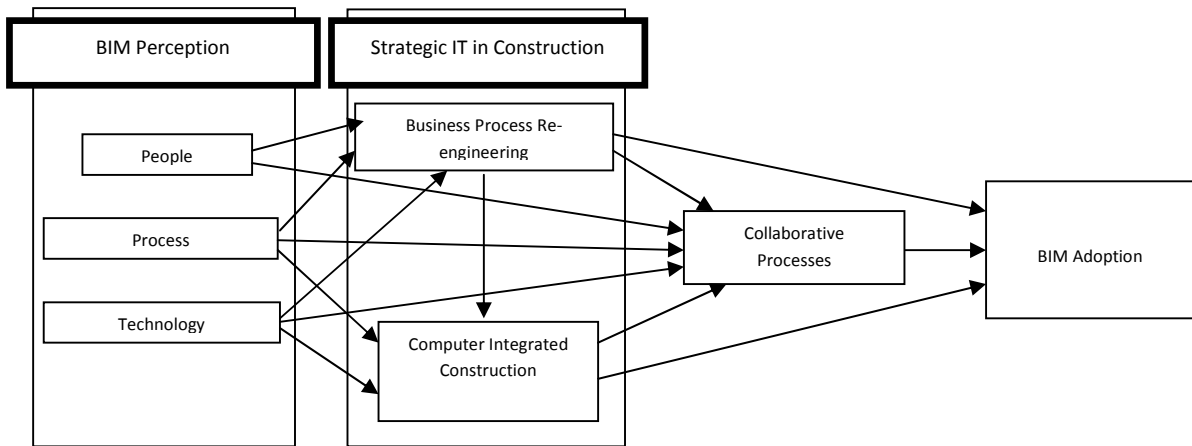 BIM Perception
Strategic IT in Construction
People
Process
Technology
Business Process Re-
engineering
Computer Integrated
Construction
Collaborative
Processes
BIM Adoption